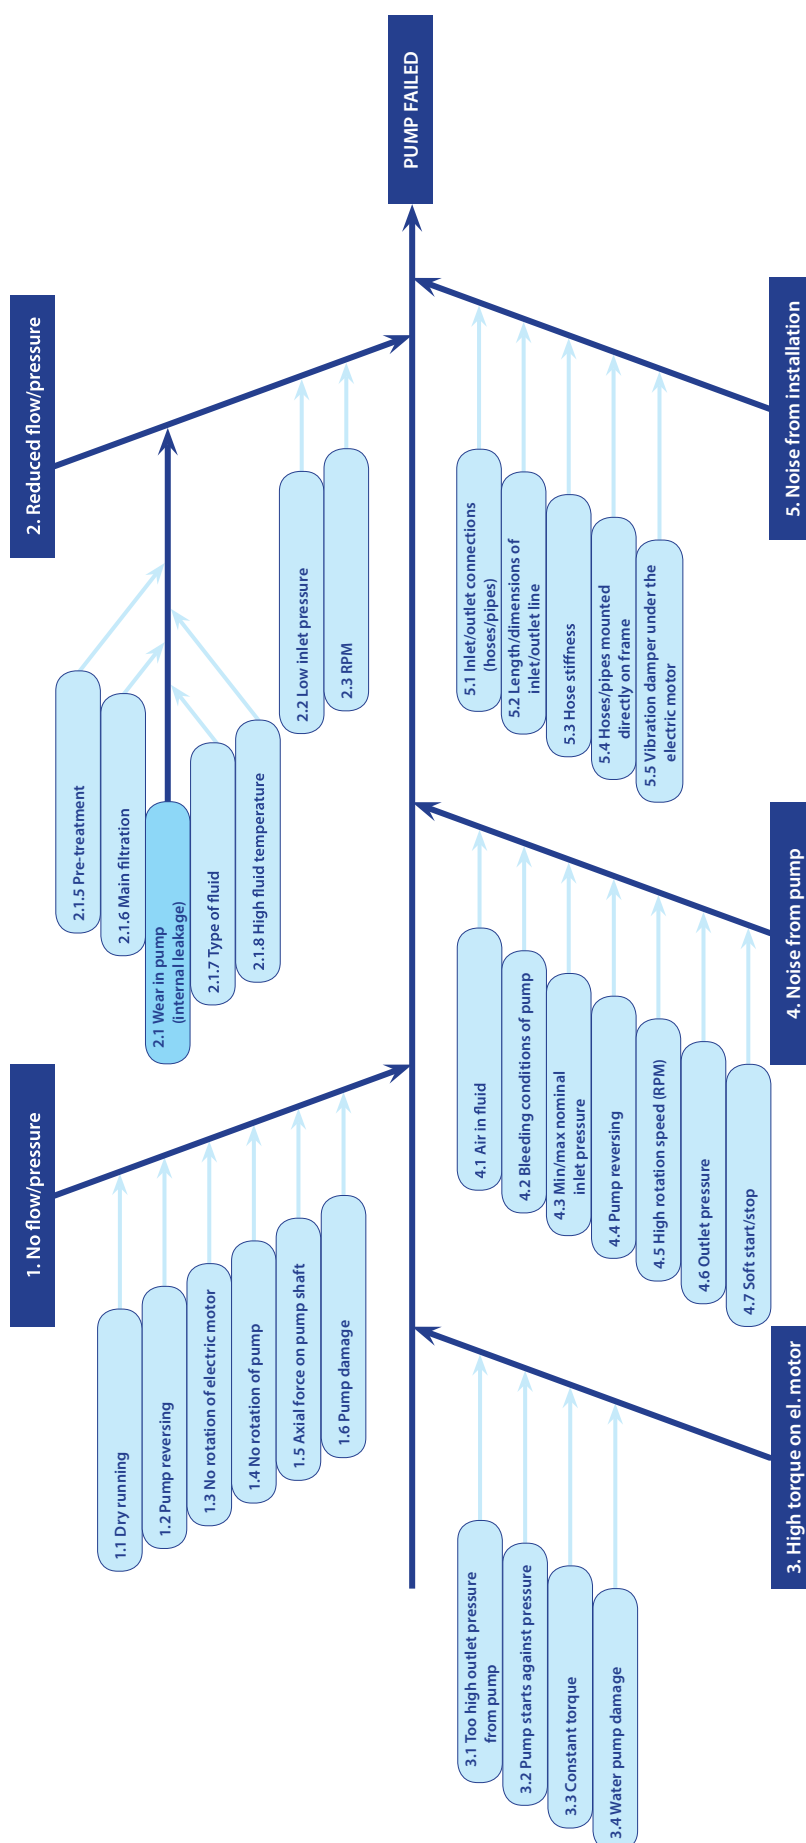 PUMP FAILED
1. No flow/pressure
1.1 Dry running
1.2 Pump reversing
1.3 No rotation of electric motor
1.4 No rotation of pump
1.5 Axial force on pump shaft
1.6 Pump damage
2. Reduced flow/pressure
2.1.5 Pre-treatment
2.1.6 Main filtration
2.1 Wear in pump
(internal leakage)
2.1.7 Type of fluid
2.1.8 High fluid temperature
2.2 Low inlet pressure
2.3 RPM
3. High torque on el. motor
3.1 Too high outlet pressure
from pump
3.2 Pump starts against pressure
3.3 Constant torque
3.4 Water pump damage
4. Noise from pump
4.1 Air in fluid
4.2 Bleeding conditions of pump
4.3 Min/max nominal
inlet pressure
4.4 Pump reversing
4.5 High rotation speed (RPM)
4.6 Outlet pressure
4.7 Soft start/stop
5. Noise from installation
5.1 Inlet/outlet connections
(hoses/pipes)
5.2 Length/dimensions of
inlet/outlet line
5.3 Hose stiffness
5.4 Hoses/pipes mounted
directly on frame
5.5 Vibration damper under the
electric motor